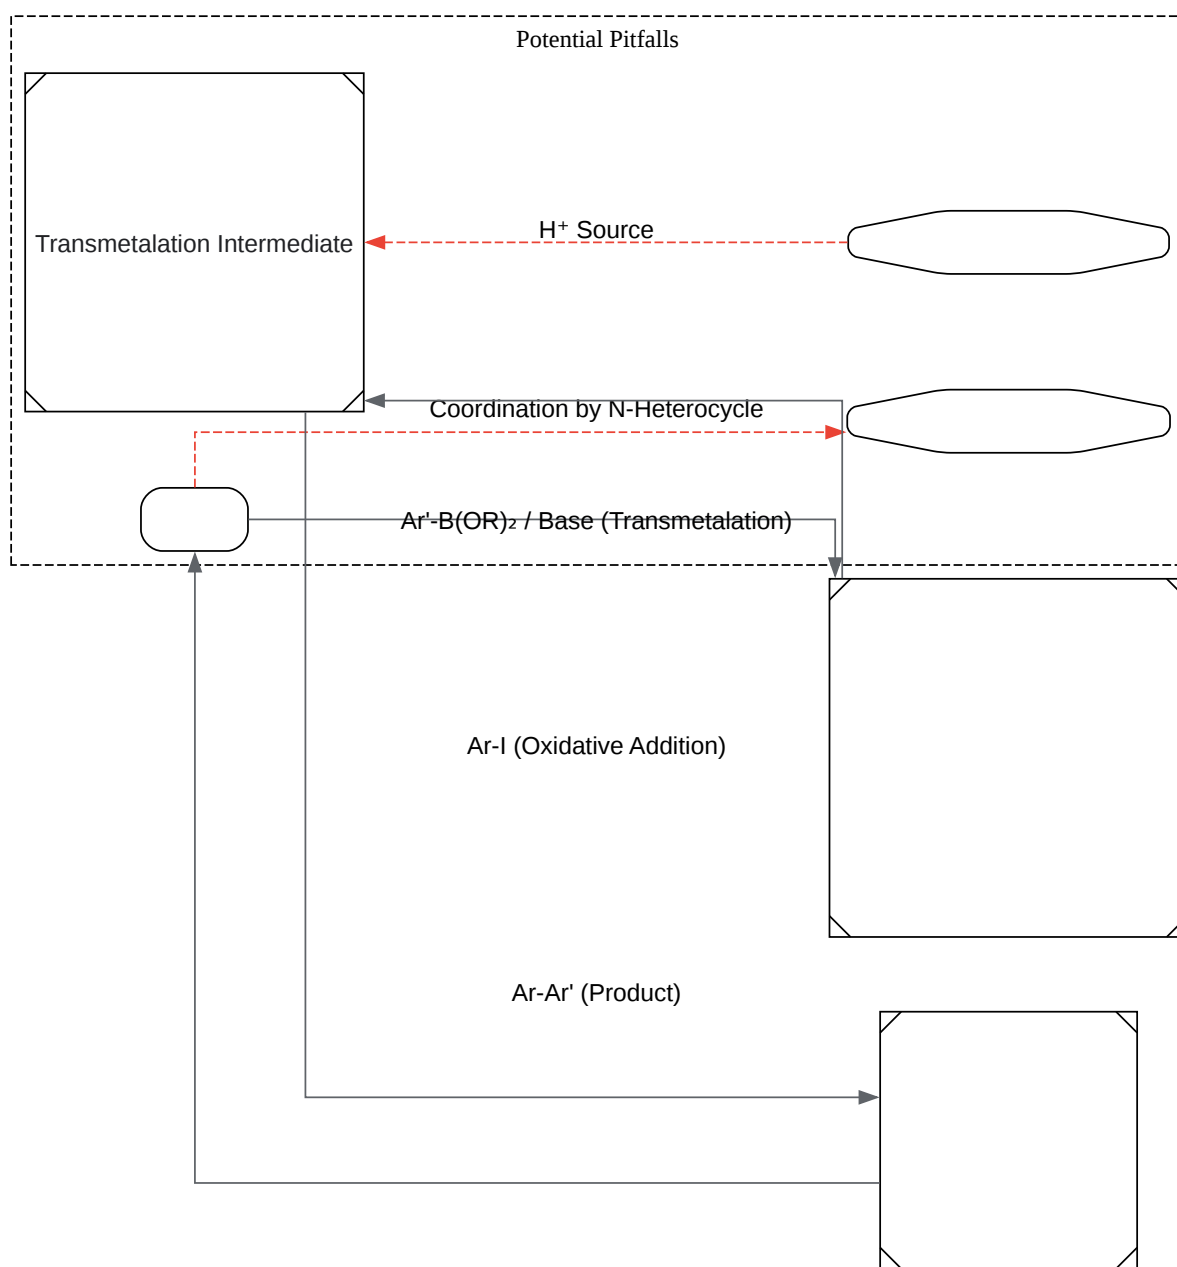 Potential Pitfalls
H⁺ Source
Transmetalation Intermediate
Coordination by N-Heterocycle
Ar'-B(OR)₂ / Base (Transmetalation)
Ar-I (Oxidative Addition)
Ar-Ar' (Product)